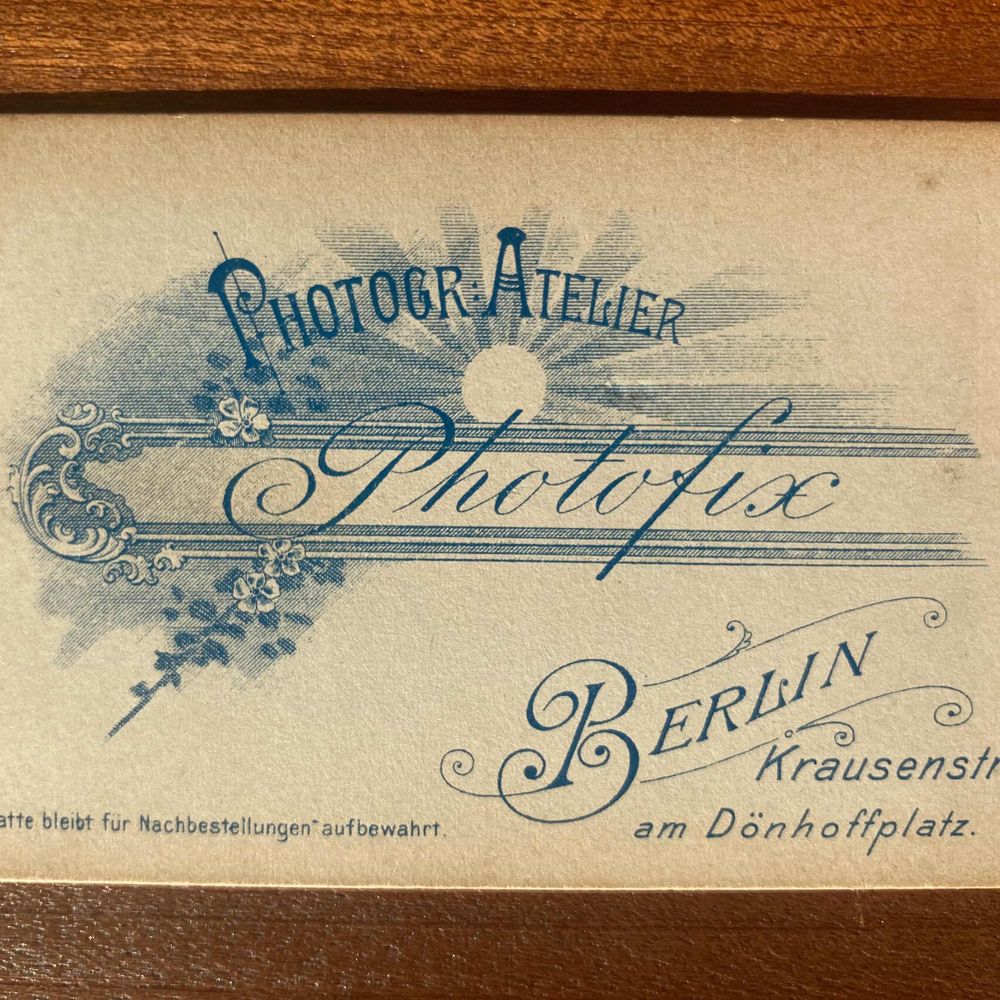 PHOTOGR: ATELIER
Photofix
BERLIN
Krausenstr
am Dönhoffplatz.
atte bleibt für Nachbestellungen aufbewahrt.